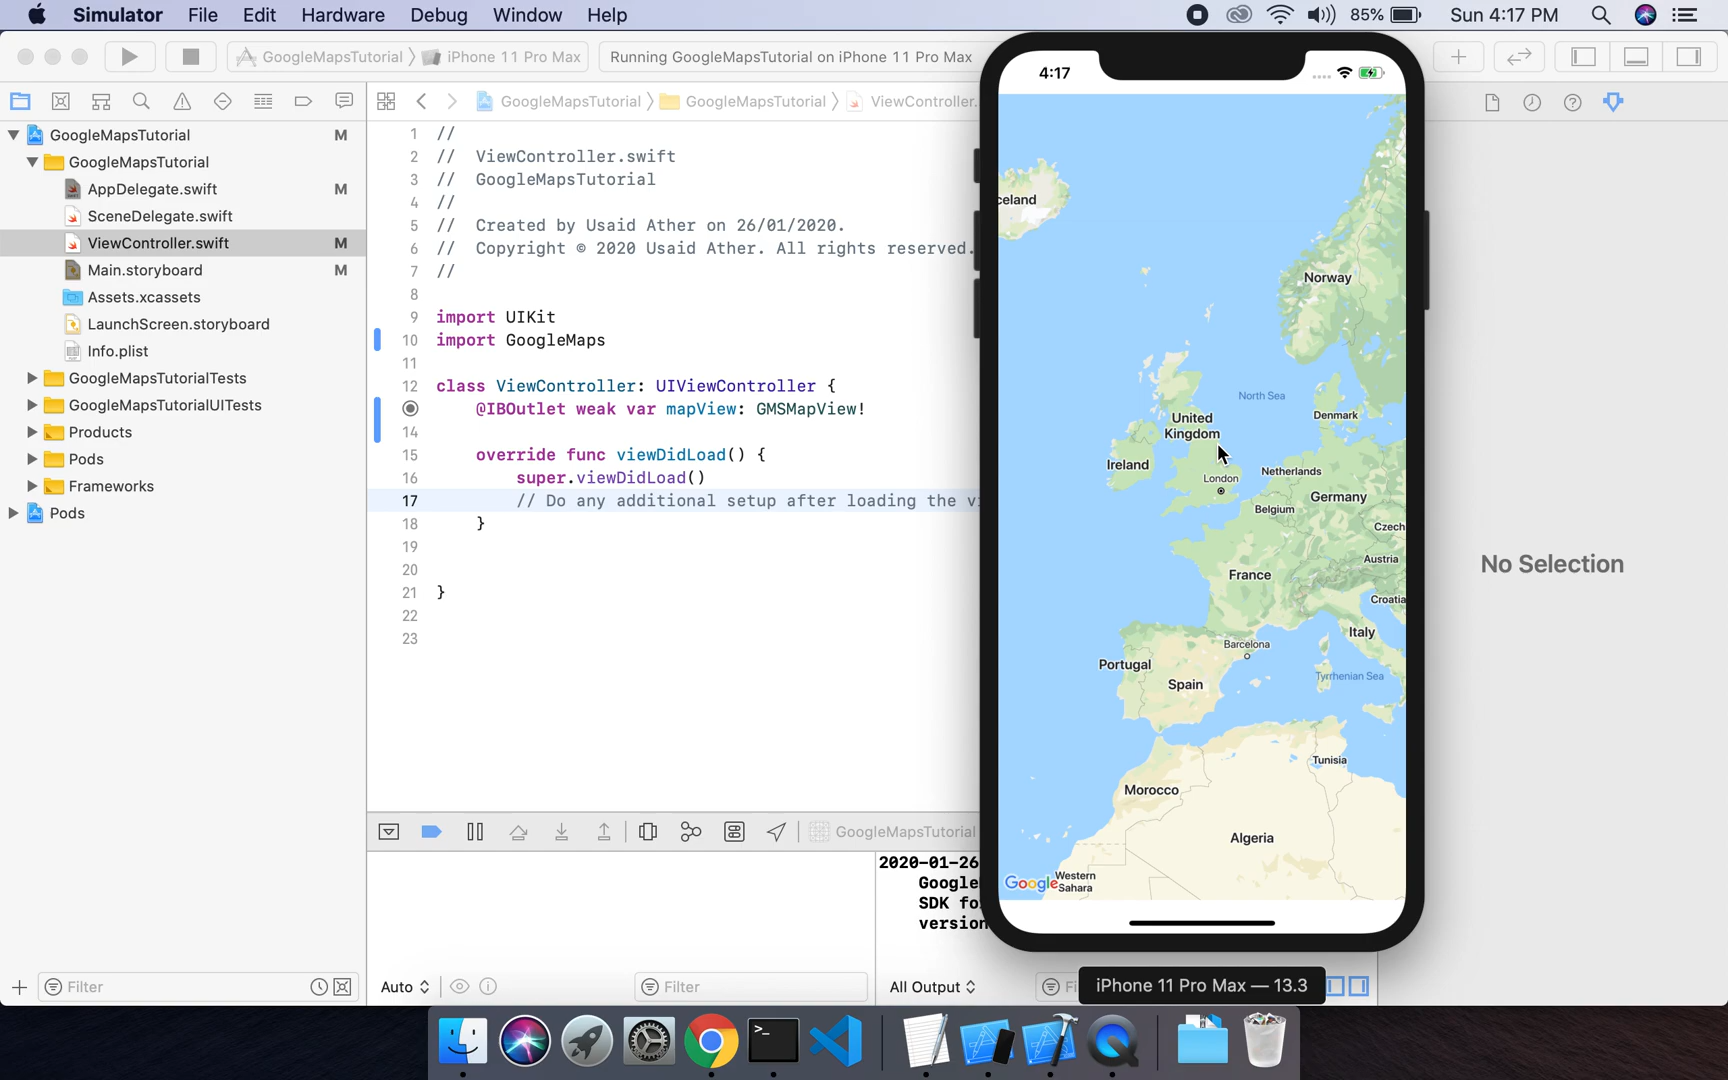 Simulator File Edit Hardware Debug Window Help 85% Sun 4:17 PM
GoogleMapsTutorial iPhone 11 Pro Max Running GoogleMapsTutorial on iPhone 11 Pro Max
GoogleMapsTutorial GoogleMapsTutorial ViewController.
GoogleMapsTutorial M
GoogleMapsTutorial
AppDelegate.swift M
SceneDelegate.swift
ViewController.swift M
Main.storyboard M
Assets.xcassets
LaunchScreen.storyboard
Info.plist
GoogleMapsTutorialTests
GoogleMapsTutorialUITests
Products
Pods
Frameworks
Pods
Filter
1 //
2 // ViewController.swift
3 // GoogleMapsTutorial
4 //
5 // Created by Usaid Ather on 26/01/2020.
6 // Copyright © 2020 Usaid Ather. All rights reserved.
7 //
8
9 import UIKit
10 import GoogleMaps
11
12 class ViewController: UIViewController {
@IBOutlet weak var mapView: GMSMapView!
14
15 override func viewDidLoad() {
16 super.viewDidLoad()
17 // Do any additional setup after loading the vi
18 }
19
20
21 }
22
23
GoogleMapsTutorial
2020-01-26
Google
SDK fo
version
Auto
Filter
All Output
Fi
4:17
celand
Norway
North Sea
United
Kingdom
Denmark
Ireland
Netherlands
London
Germany
Belgium
Czech
Austria
France
Croatia
Italy
Barcelona
Portugal
Tyrrhenian Sea
Spain
Tunisia
Morocco
Algeria
Western
Sahara
Google
iPhone 11 Pro Max — 13.3
No Selection